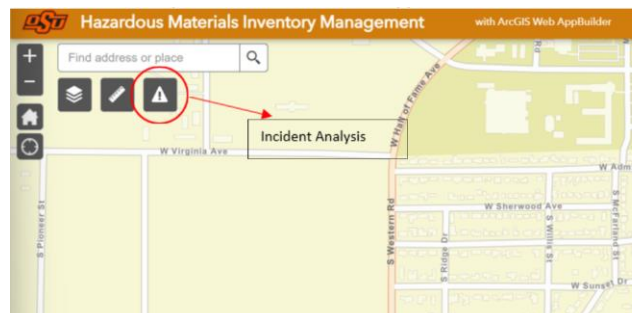 OSU Hazardous Materials Inventory Management with ArcGIS Web AppBuilder
Find address or place
Incident Analysis
W Hall of Fame Ave
Rd
W Virginia Ave
W Adm
S Pioneer St
S Western Rd
W Sherwood Ave
S Ridge Dr
S Willis St
S McFarland St
W Sunset Dr